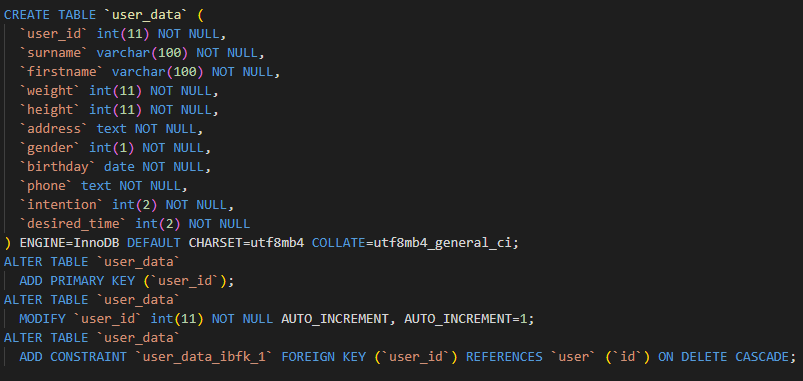 CREATE TABLE `user_data` (
  `user_id` int(11) NOT NULL,
  `surname` varchar(100) NOT NULL,
  `firstname` varchar(100) NOT NULL,
  `weight` int(11) NOT NULL,
  `height` int(11) NOT NULL,
  `address` text NOT NULL,
  `gender` int(1) NOT NULL,
  `birthday` date NOT NULL,
  `phone` text NOT NULL,
  `intention` int(2) NOT NULL,
  `desired_time` int(2) NOT NULL
) ENGINE=InnoDB DEFAULT CHARSET=utf8mb4 COLLATE=utf8mb4_general_ci;
ALTER TABLE `user_data`
  ADD PRIMARY KEY (`user_id`);
ALTER TABLE `user_data`
  MODIFY `user_id` int(11) NOT NULL AUTO_INCREMENT, AUTO_INCREMENT=1;
ALTER TABLE `user_data`
  ADD CONSTRAINT `user_data_ibfk_1` FOREIGN KEY (`user_id`) REFERENCES `user` (`id`) ON DELETE CASCADE;